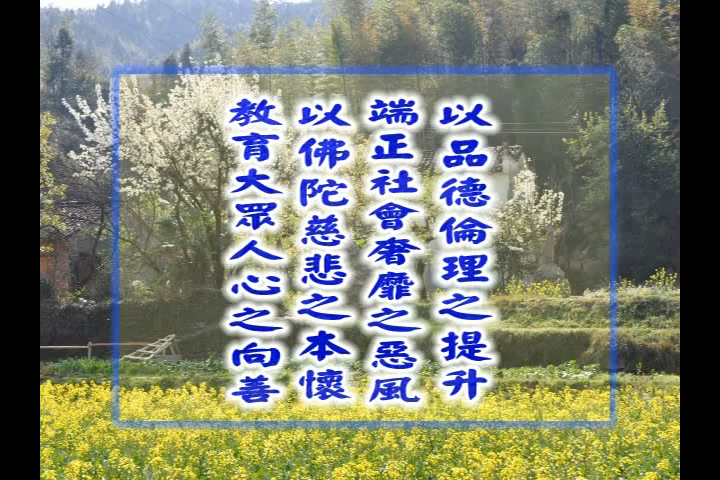 以品德倫理之提升
端正社會奢靡之惡風
以佛陀慈悲之本懷
教育大眾人心之向善